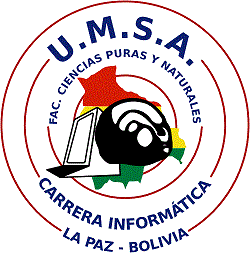 U.M.S.A.
FAC. CIENCIAS PURAS Y NATURALES
CARRERA INFORMÁTICA
LA PAZ - BOLIVIA